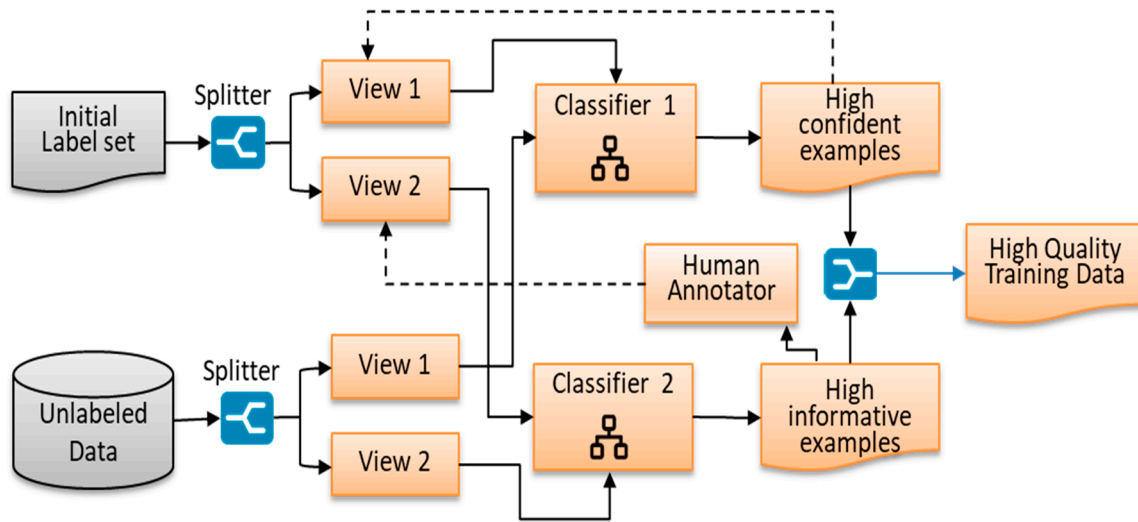 Initial
Label set
Splitter
View 1
View 2
Classifier 1
High
confident
examples
Human
Annotator
High Quality
Training Data
Unlabeled
Data
Splitter
View 1
View 2
Classifier 2
High
informative
examples